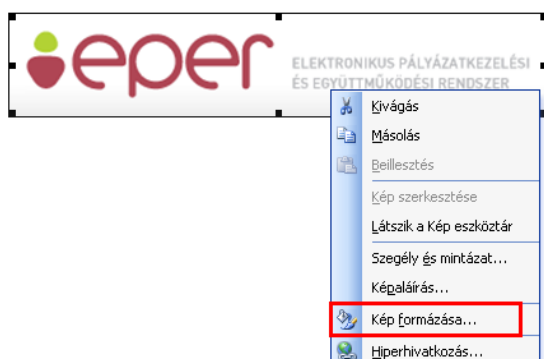 eper
ELEKTRONIKUS PÁLYÁZATKEZELÉSI
ÉS EGYÜTTMŰKÖDÉSI RENDSZER
Kivágás
Másolás
Beillesztés
Kép szerkesztése
Látszik a Kép eszköztár
Szegély és mintázat...
Képaláírás...
Kép formázása...
Hiperhivatkozás...